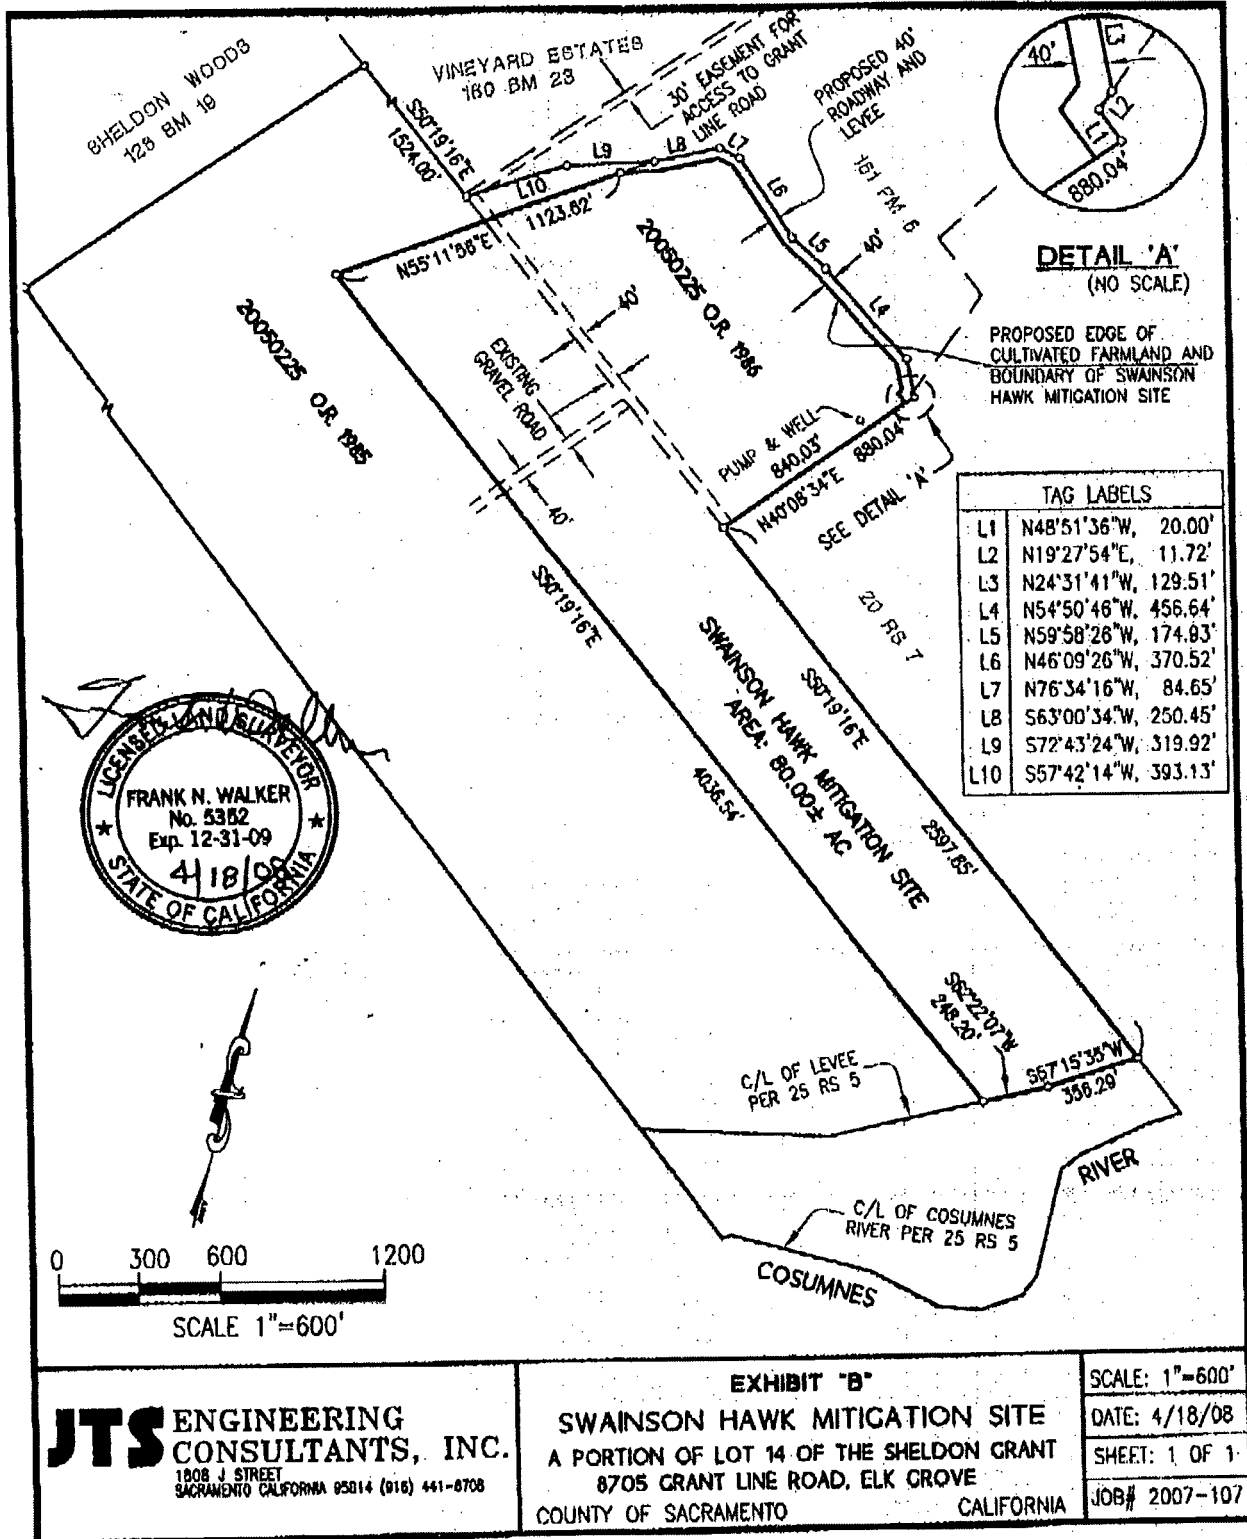 SHELDON WOODS
128 BM 19
VINEYARD ESTATES
180 BM 23
S50°19'16"E
1524.00'
30' EASEMENT FOR
ACCESS TO GRANT
LINE ROAD
PROPOSED 40'
ROADWAY AND
LEVEE
161 PM 6
40'
L3
L2
L1
880.04'
DETAIL 'A'
(NO SCALE)
L10
L9
L8
L7
L6
L5
40'
L4
N55°11'58"E
1123.62'
20050225 O.R. 1985
20050225 O.R. 1986
40'
EXISTING
GRAVEL ROAD
40'
PROPOSED EDGE OF
CULTIVATED FARMLAND AND
BOUNDARY OF SWAINSON
HAWK MITIGATION SITE
PUMP & WELL
840.03'
880.04'
N40°08'34"E
SEE DETAIL 'A'
20 RS 7
TAG LABELS
L1 N48°51'36"W, 20.00'
L2 N19°27'54"E, 11.72'
L3 N24°31'41"W, 129.51'
L4 N54°50'46"W, 456.64'
L5 N59°58'26"W, 174.93'
L6 N46°09'26"W, 370.52'
L7 N76°34'16"W, 84.65'
L8 S63°00'34"W, 250.45'
L9 S72°43'24"W, 319.92'
L10 S57°42'14"W, 393.13'
S50°19'16"E
4036.54'
SWAINSON HAWK MITIGATION SITE
AREA: 80.00± AC
S50°19'16"E
2597.85'
LICENSED LAND SURVEYOR
FRANK N. WALKER
No. 5352
Exp. 12-31-09
4/18/08
STATE OF CALIFORNIA
S62°22'07"W
248.20'
S57°15'35"W
356.29'
C/L OF LEVEE
PER 25 RS 5
C/L OF COSUMNES
RIVER PER 25 RS 5
COSUMNES
RIVER
0 300 600 1200
SCALE 1"=600'
JTS ENGINEERING
CONSULTANTS, INC.
1808 J STREET
SACRAMENTO CALIFORNIA 95814 (916) 441-6708
EXHIBIT "B"
SWAINSON HAWK MITIGATION SITE
A PORTION OF LOT 14 OF THE SHELDON GRANT
8705 GRANT LINE ROAD, ELK GROVE
COUNTY OF SACRAMENTO CALIFORNIA
SCALE: 1"=600'
DATE: 4/18/08
SHEET: 1 OF 1
JOB# 2007-107